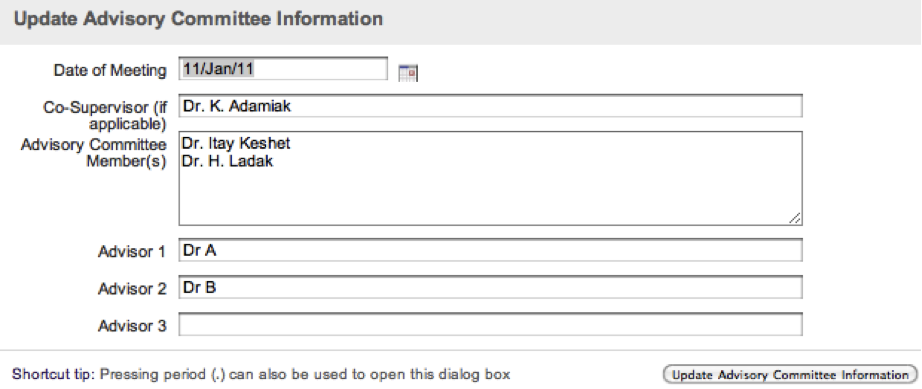 Update Advisory Committee Information
Date of Meeting 11/Jan/11
Co-Supervisor (if applicable) Dr. K. Adamiak
Advisory Committee Member(s) Dr. Itay Keshet
Dr. H. Ladak
Advisor 1 Dr A
Advisor 2 Dr B
Advisor 3
Shortcut tip: Pressing period (.) can also be used to open this dialog box Update Advisory Committee Information